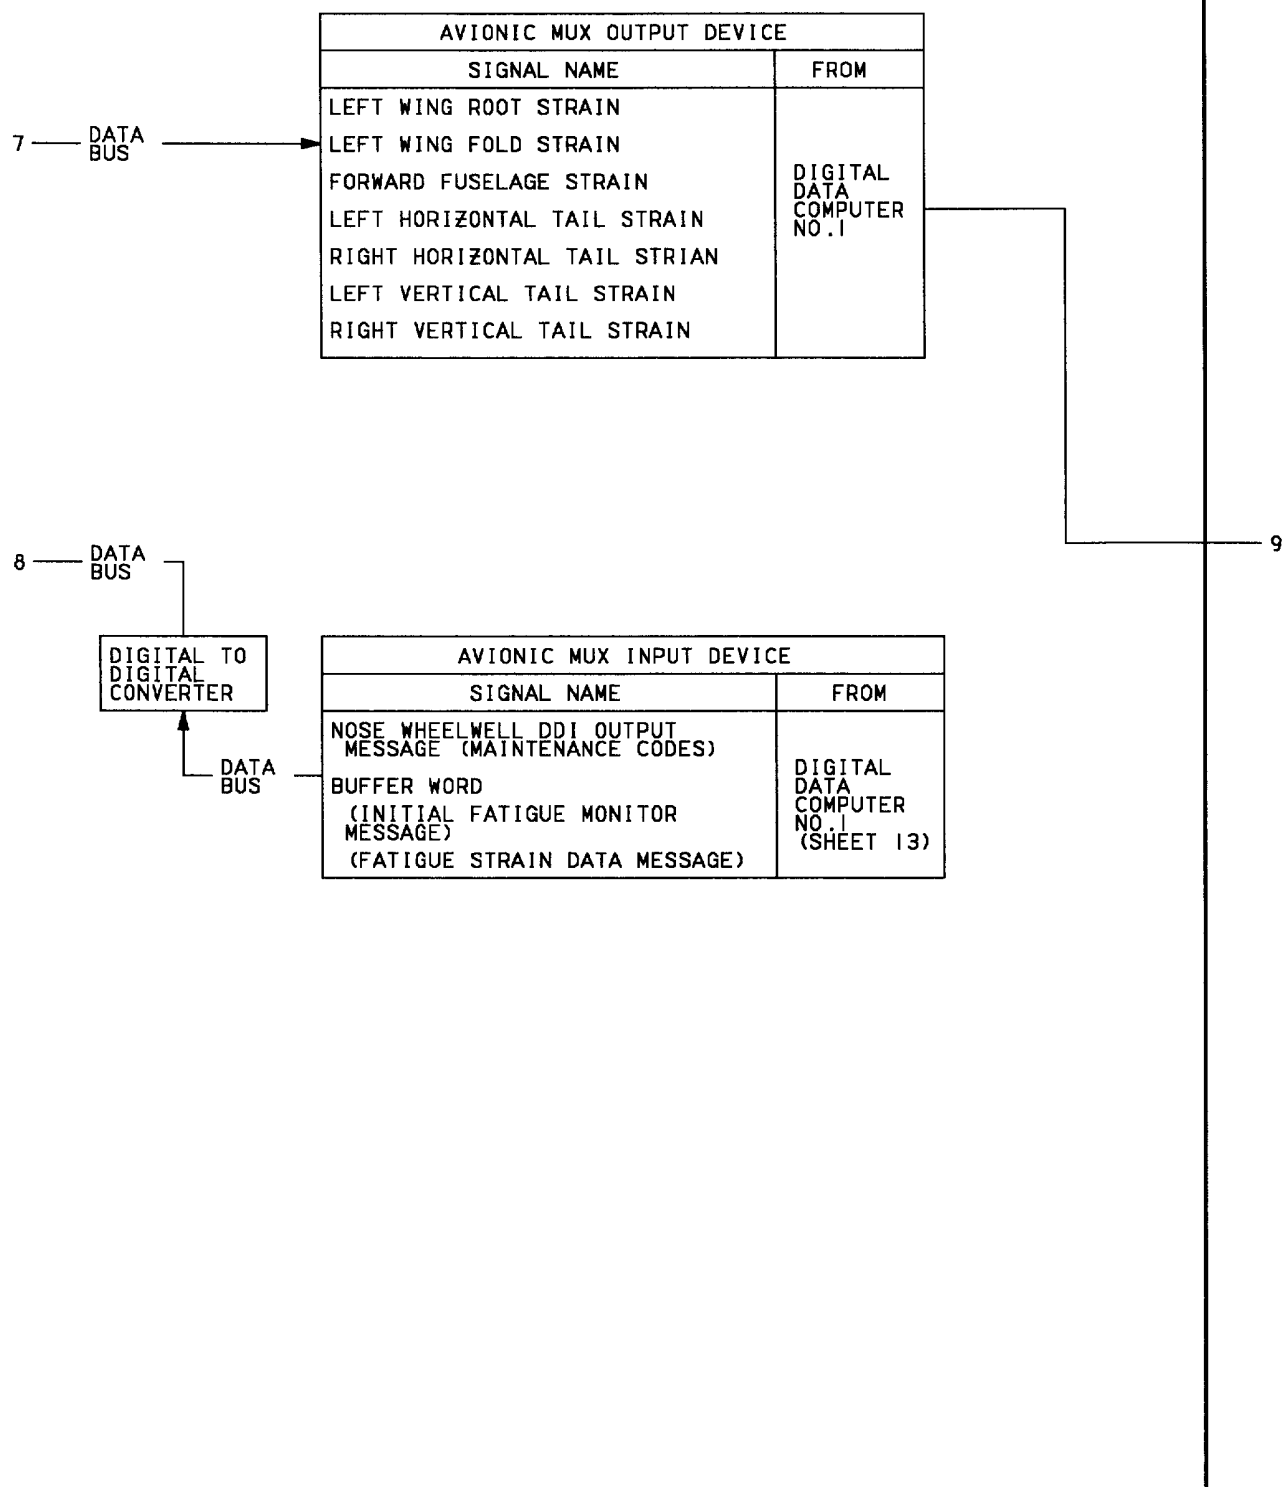 AVIONIC MUX OUTPUT DEVICE
SIGNAL NAME
FROM
LEFT WING ROOT STRAIN
LEFT WING FOLD STRAIN
FORWARD FUSELAGE STRAIN
LEFT HORIZONTAL TAIL STRAIN
RIGHT HORIZONTAL TAIL STRIAN
LEFT VERTICAL TAIL STRAIN
RIGHT VERTICAL TAIL STRAIN
DIGITAL
DATA
COMPUTER
NO.1
7
DATA
BUS
9
8
DATA
BUS
DIGITAL TO
DIGITAL
CONVERTER
DATA
BUS
AVIONIC MUX INPUT DEVICE
SIGNAL NAME
FROM
NOSE WHEELWELL DDI OUTPUT
MESSAGE (MAINTENANCE CODES)
BUFFER WORD
(INITIAL FATIGUE MONITOR
MESSAGE)
(FATIGUE STRAIN DATA MESSAGE)
DIGITAL
DATA
COMPUTER
NO.1
(SHEET 13)